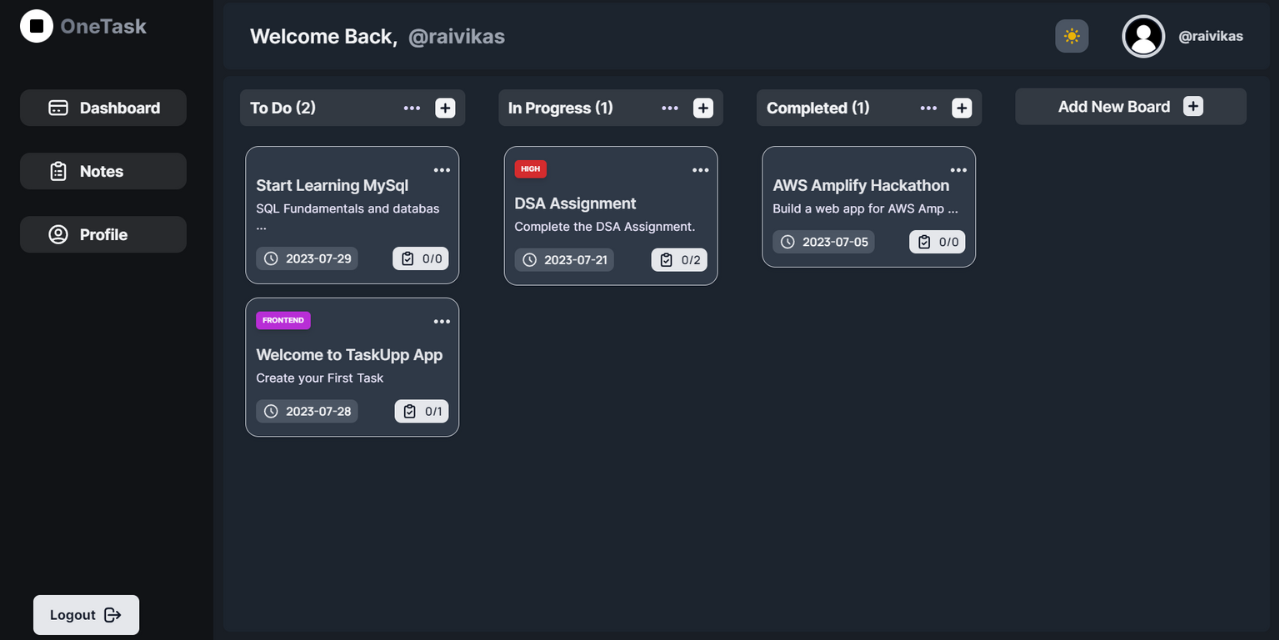 OneTask
Welcome Back, @raivikas
@raivikas
Dashboard
Notes
Profile
Logout
To Do (2)
Start Learning MySql
SQL Fundamentals and databas
...
2023-07-29
0/0
FRONTEND
Welcome to TaskUpp App
Create your First Task
2023-07-28
0/1
In Progress (1)
HIGH
DSA Assignment
Complete the DSA Assignment.
2023-07-21
0/2
Completed (1)
AWS Amplify Hackathon
Build a web app for AWS Amp ...
2023-07-05
0/0
Add New Board